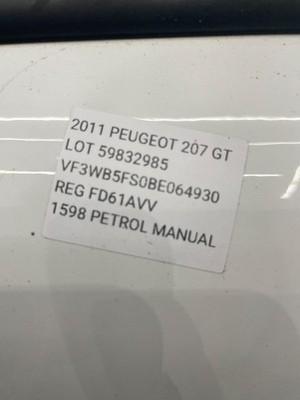 2011 PEUGEOT 207 GT
LOT 59832985
VF3WB5FS0BE064930
REG FD61AVV
1598 PETROL MANUAL